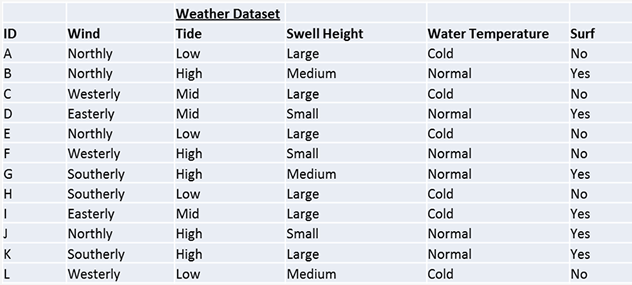 Weather Dataset
ID Wind Tide Swell Height Water Temperature Surf
A Northly Low Large Cold No
B Northly High Medium Normal Yes
C Westerly Mid Large Cold No
D Easterly Mid Small Normal Yes
E Northly Low Large Cold No
F Westerly High Small Normal No
G Southerly High Medium Normal Yes
H Southerly Low Large Cold No
I Easterly Mid Large Cold Yes
J Northly High Small Normal Yes
K Southerly High Large Normal Yes
L Westerly Low Medium Cold No